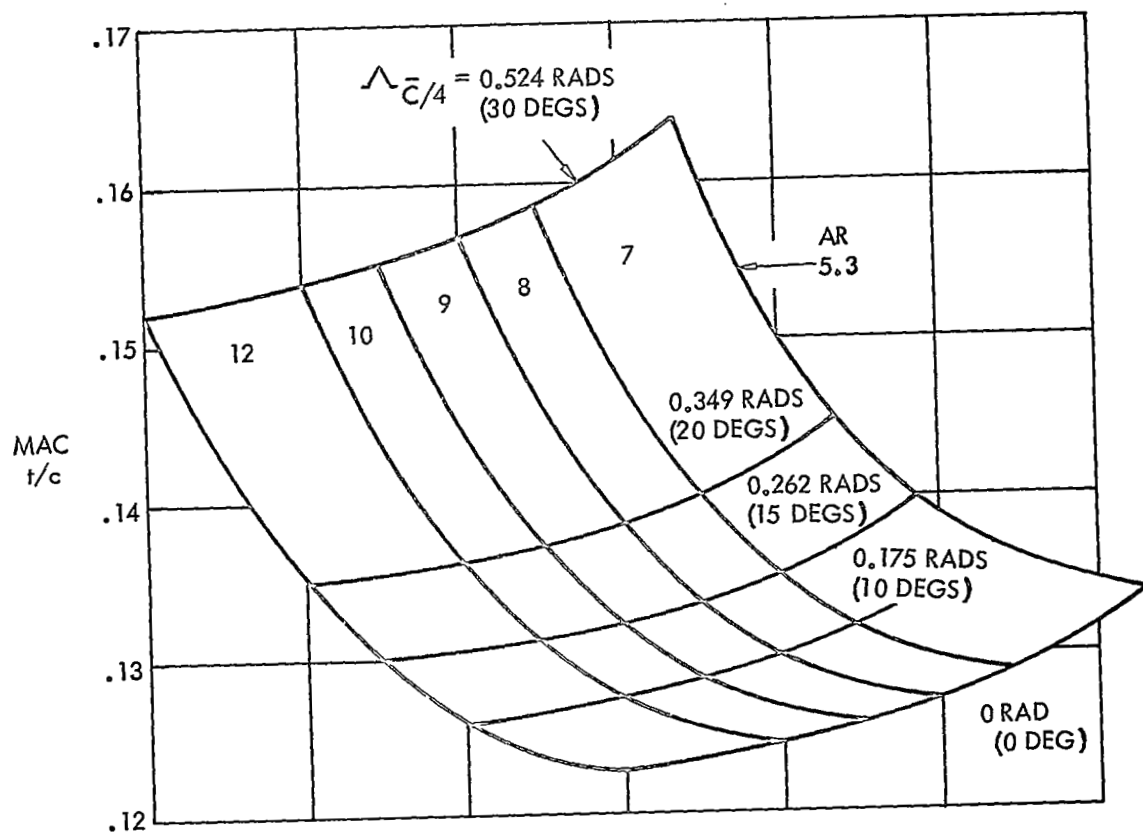 .17
Λ c̅/4 = 0.524 RADS
(30 DEGS)
.16
AR
5.3
7
8
9
10
12
.15
0.349 RADS
(20 DEGS)
MAC
t/c
0.262 RADS
(15 DEGS)
.14
0.175 RADS
(10 DEGS)
.13
0 RAD
(0 DEG)
.12